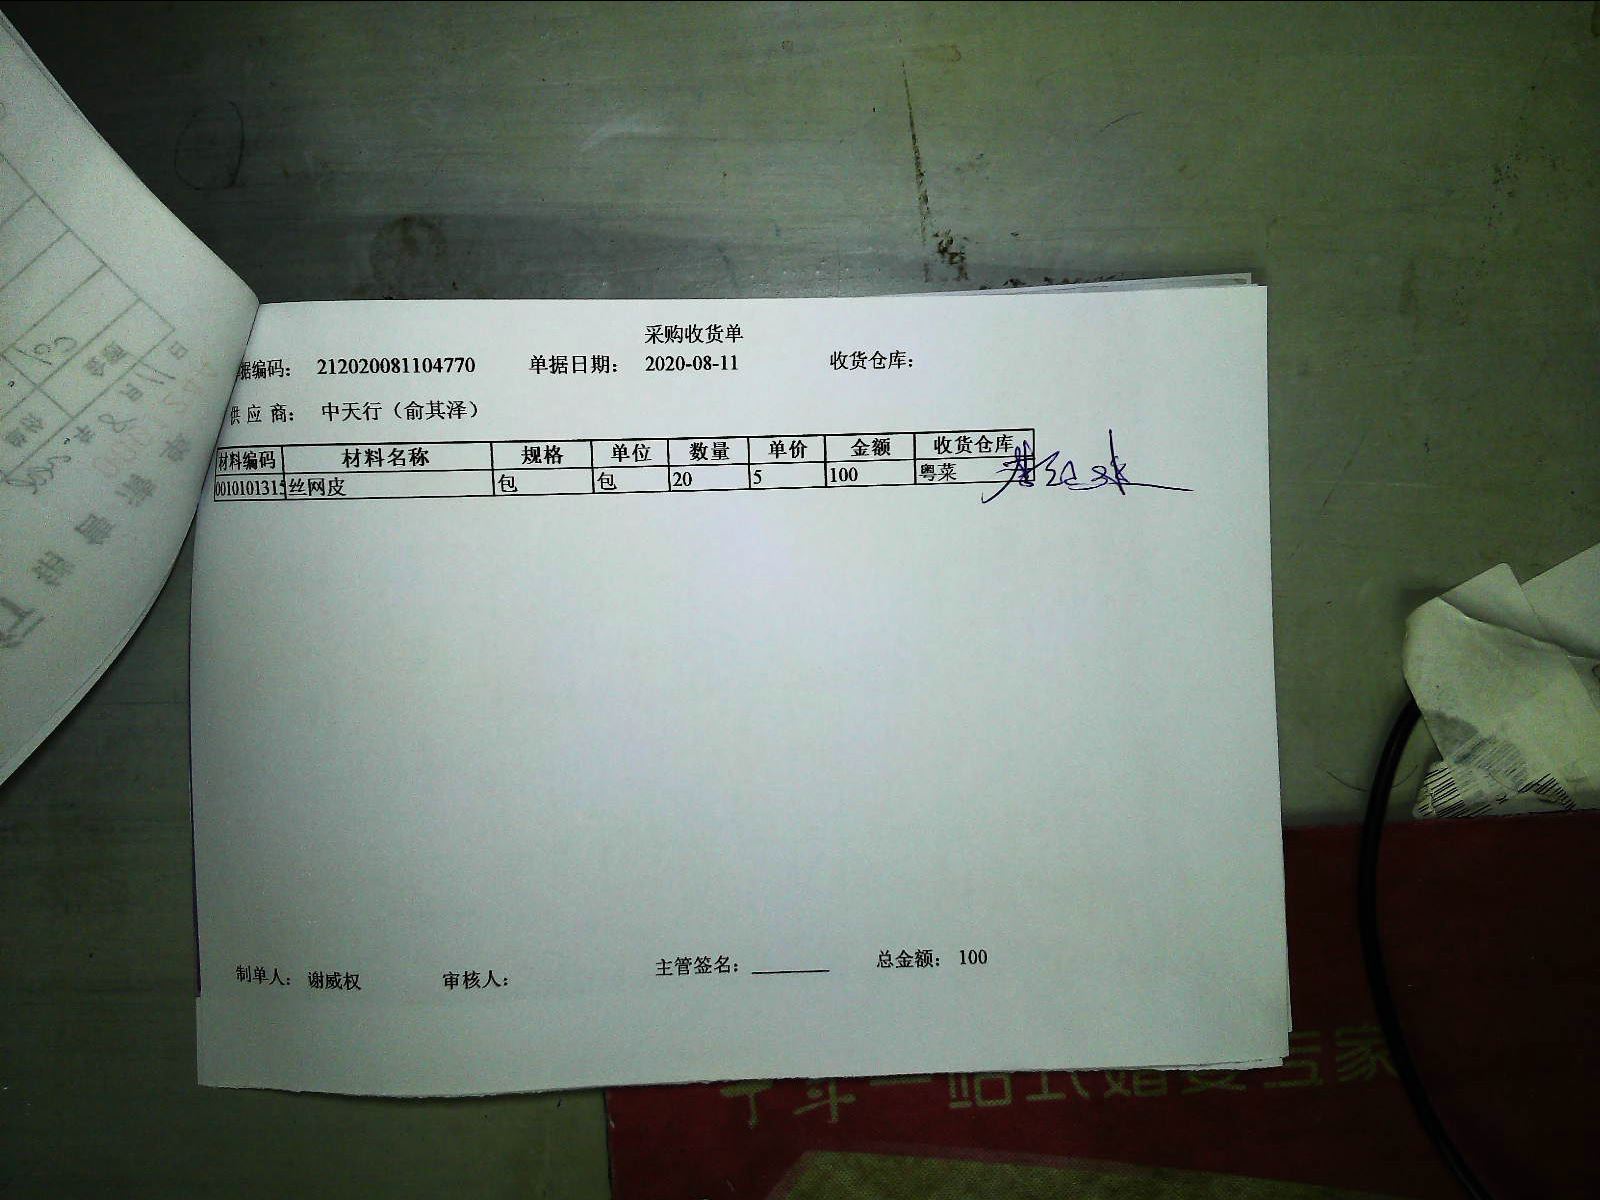 采购收货单
据编码： 212020081104770 单据日期： 2020-08-11 收货仓库：
供 应 商： 中天行（俞其泽）
材料编码 材料名称 规格 单位 数量 单价 金额 收货仓库
0010101315 丝网皮 包 包 20 5 100 粤菜
制单人： 谢威权 审核人： 主管签名： 总金额： 100